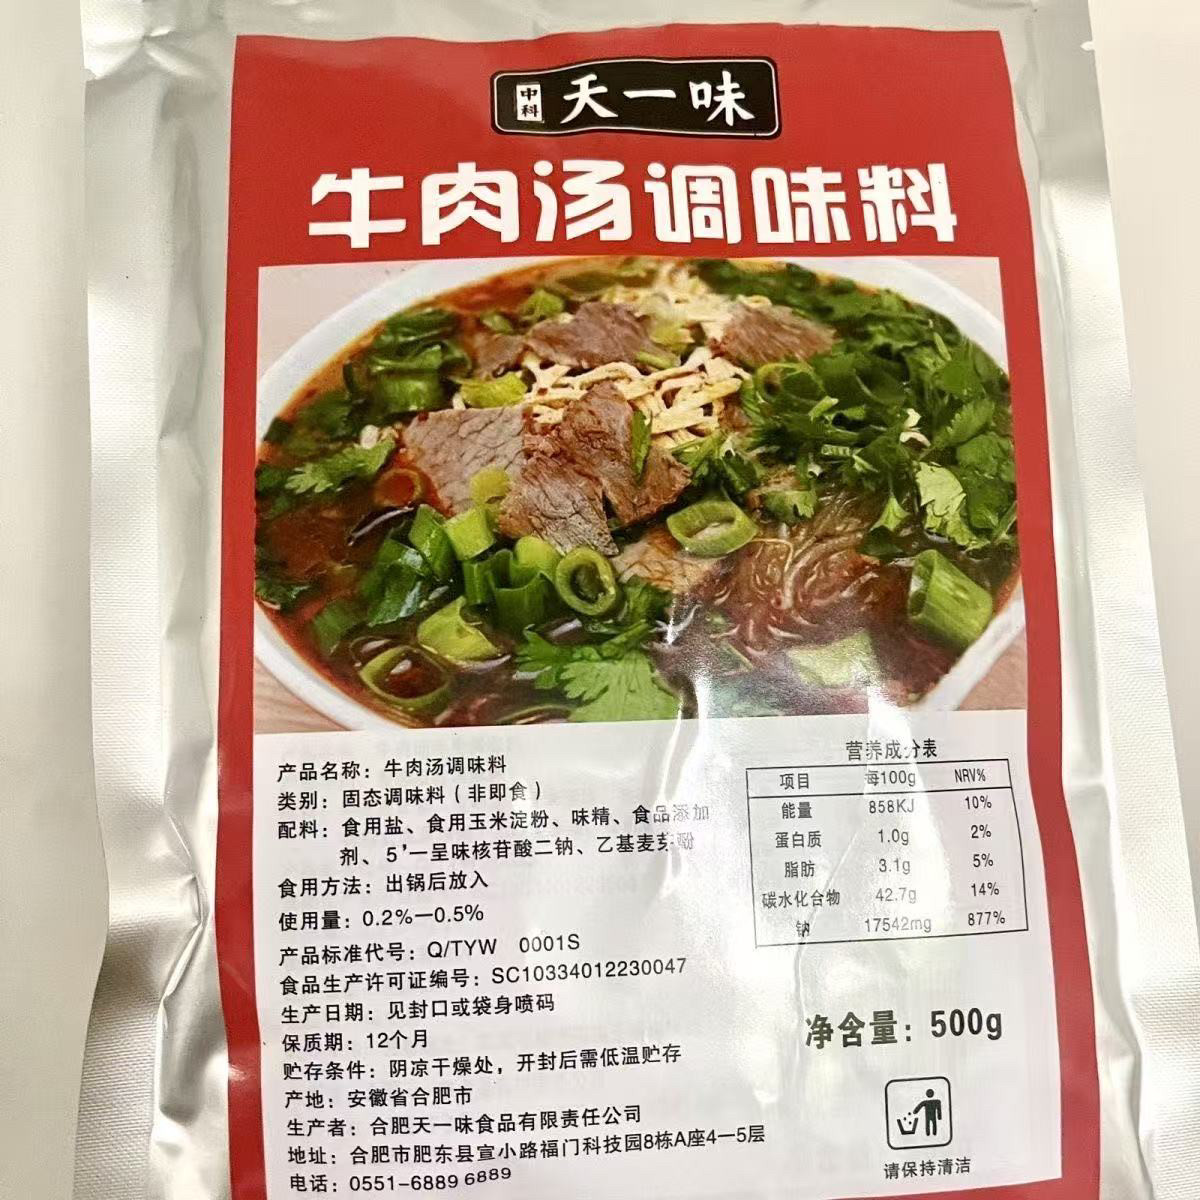 中科 天一味
牛肉汤调味料
产品名称：牛肉汤调味料
类别：固态调味料（非即食）
配料：食用盐、食用玉米淀粉、味精、食品添加
剂、5'一呈味核苷酸二钠、乙基麦芽酚
食用方法：出锅后放入
使用量：0.2%一0.5%
产品标准代号：Q/TYW 0001S
食品生产许可证编号：SC10334012230047
生产日期：见封口或袋身喷码
保质期：12个月
贮存条件：阴凉干燥处，开封后需低温贮存
产地：安徽省合肥市
生产者：合肥天一味食品有限责任公司
地址：合肥市肥东县宣小路福门科技园8栋A座4一5层
电话：0551-6889 6889
营养成分表
项目 每100g NRV%
能量 858KJ 10%
蛋白质 1.0g 2%
脂肪 3.1g 5%
碳水化合物 42.7g 14%
钠 17542mg 877%
净含量：500g
请保持清洁